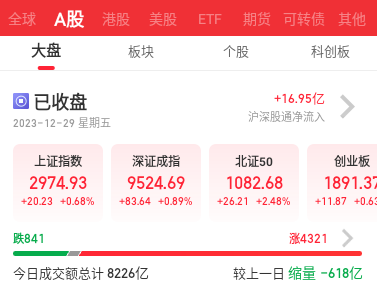 全球 A股 港股 美股 ETF 期货 可转债 其他
大盘 板块 个股 科创板
已收盘 +16.95亿
2023-12-29 星期五 沪深股通净流入
上证指数 深证成指 北证50 创业板
2974.93 9524.69 1082.68 1891.37
+20.23 +0.68% +83.64 +0.89% +26.21 +2.48% +11.87 +0.63
跌841 涨4321
今日成交额总计 8226亿 较上一日 缩量 -618亿